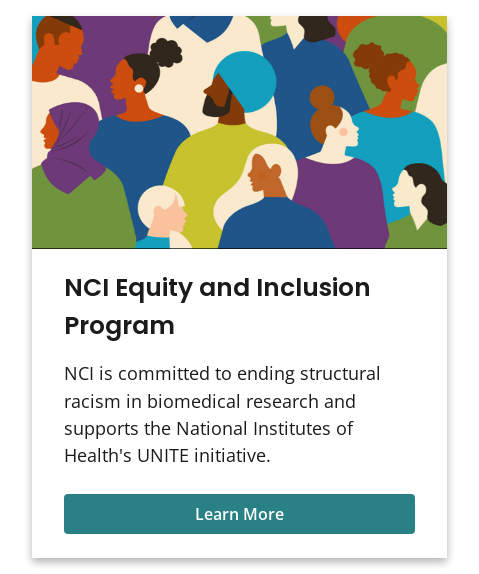 NCI Equity and Inclusion
Program
NCI is committed to ending structural
racism in biomedical research and
supports the National Institutes of
Health's UNITE initiative.
Learn More